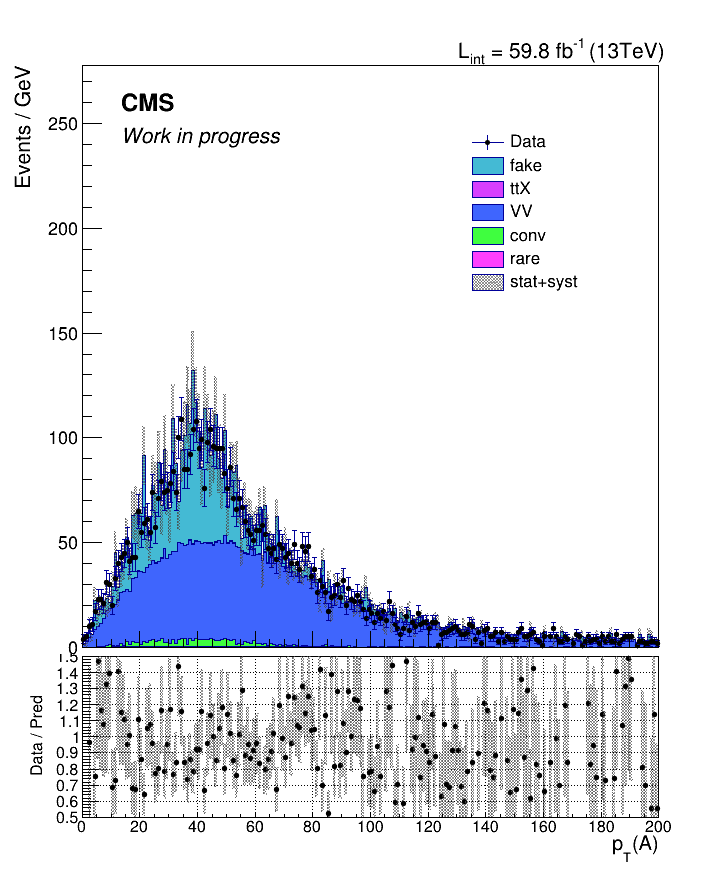 L_int = 59.8 fb^-1 (13TeV)
Events / GeV
CMS
Work in progress
Data
fake
ttX
VV
conv
rare
stat+syst
250
200
150
100
50
0
Data / Pred
1.5
1.4
1.3
1.2
1.1
1
0.9
0.8
0.7
0.6
0.5
0 20 40 60 80 100 120 140 160 180 200
p_T(A)